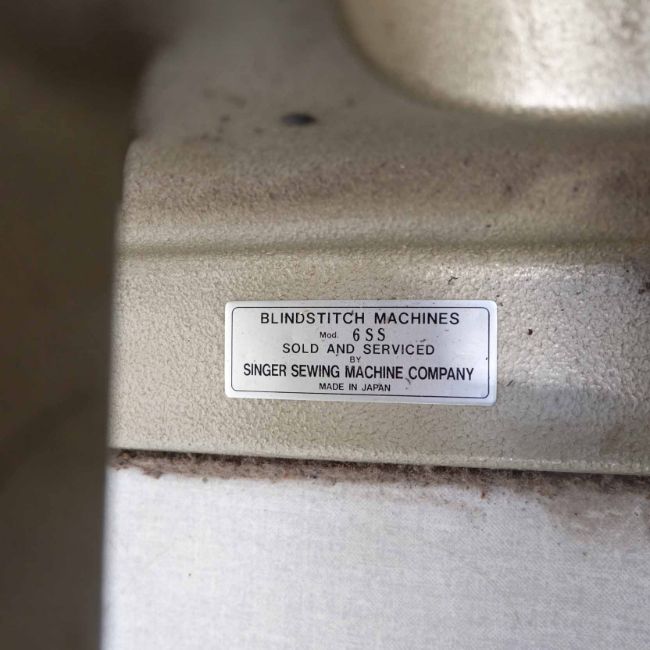 BLINDSTITCH MACHINES
Mod. 6SS
SOLD AND SERVICED
BY
SINGER SEWING MACHINE COMPANY
MADE IN JAPAN